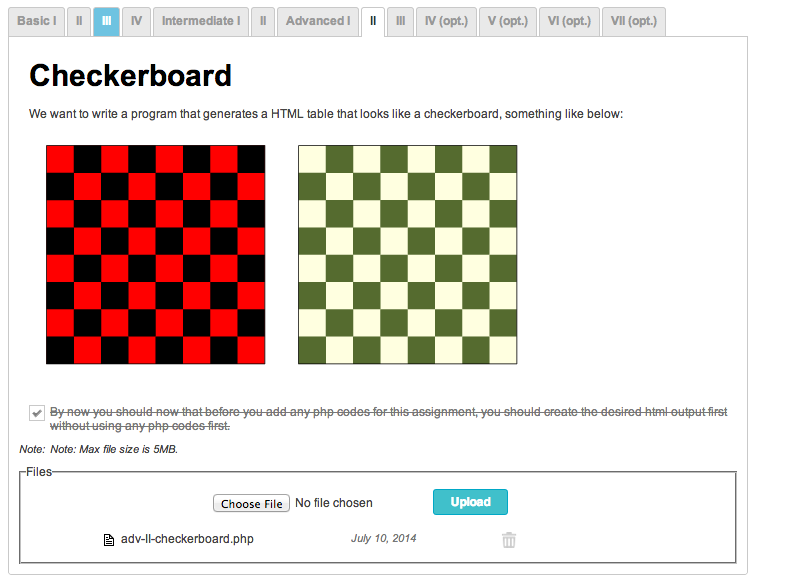 Basic I II III IV Intermediate I II Advanced I II III IV (opt.) V (opt.) VI (opt.) VII (opt.)
Checkerboard
We want to write a program that generates a HTML table that looks like a checkerboard, something like below:
By now you should now that before you add any php codes for this assignment, you should create the desired html output first
without using any php codes first.
Note: Note: Max file size is 5MB.
Files
Choose File No file chosen Upload
adv-II-checkerboard.php July 10, 2014